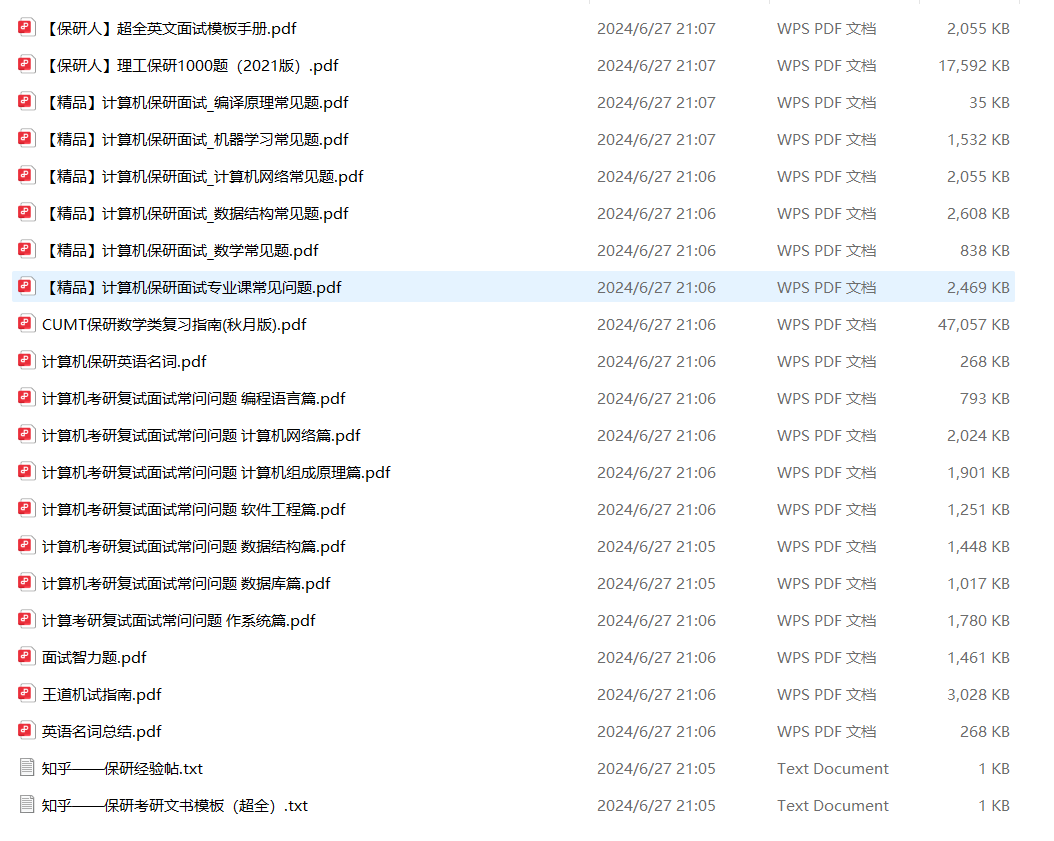 【保研人】超全英文面试模板手册.pdf 2024/6/27 21:07 WPS PDF 文档 2,055 KB
【保研人】理工保研1000题（2021版）.pdf 2024/6/27 21:07 WPS PDF 文档 17,592 KB
【精品】计算机保研面试_编译原理常见题.pdf 2024/6/27 21:07 WPS PDF 文档 35 KB
【精品】计算机保研面试_机器学习常见题.pdf 2024/6/27 21:07 WPS PDF 文档 1,532 KB
【精品】计算机保研面试_计算机网络常见题.pdf 2024/6/27 21:06 WPS PDF 文档 2,055 KB
【精品】计算机保研面试_数据结构常见题.pdf 2024/6/27 21:06 WPS PDF 文档 2,608 KB
【精品】计算机保研面试_数学常见题.pdf 2024/6/27 21:06 WPS PDF 文档 838 KB
【精品】计算机保研面试专业课常见问题.pdf 2024/6/27 21:06 WPS PDF 文档 2,469 KB
CUMT保研数学类复习指南(秋月版).pdf 2024/6/27 21:06 WPS PDF 文档 47,057 KB
计算机保研英语名词.pdf 2024/6/27 21:06 WPS PDF 文档 268 KB
计算机考研复试面试常问问题 编程语言篇.pdf 2024/6/27 21:06 WPS PDF 文档 793 KB
计算机考研复试面试常问问题 计算机网络篇.pdf 2024/6/27 21:06 WPS PDF 文档 2,024 KB
计算机考研复试面试常问问题 计算机组成原理篇.pdf 2024/6/27 21:06 WPS PDF 文档 1,901 KB
计算机考研复试面试常问问题 软件工程篇.pdf 2024/6/27 21:06 WPS PDF 文档 1,251 KB
计算机考研复试面试常问问题 数据结构篇.pdf 2024/6/27 21:05 WPS PDF 文档 1,448 KB
计算机考研复试面试常问问题 数据库篇.pdf 2024/6/27 21:05 WPS PDF 文档 1,017 KB
计算考研复试面试常问问题 作系统篇.pdf 2024/6/27 21:06 WPS PDF 文档 1,780 KB
面试智力题.pdf 2024/6/27 21:06 WPS PDF 文档 1,461 KB
王道机试指南.pdf 2024/6/27 21:06 WPS PDF 文档 3,028 KB
英语名词总结.pdf 2024/6/27 21:06 WPS PDF 文档 268 KB
知乎——保研经验帖.txt 2024/6/27 21:05 Text Document 1 KB
知乎——保研考研文书模板（超全）.txt 2024/6/27 21:05 Text Document 1 KB